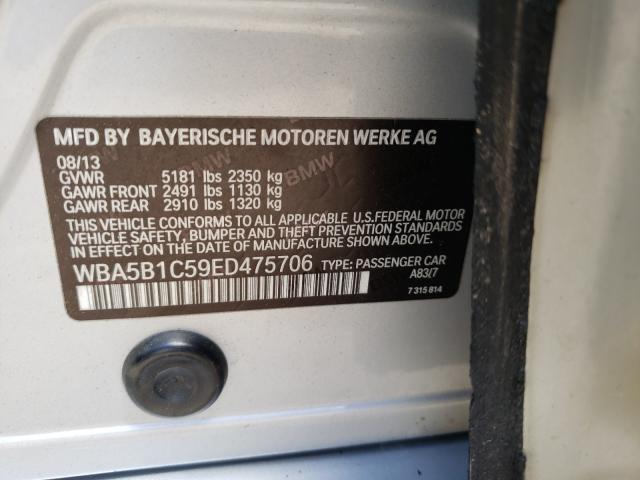 MFD BY BAYERISCHE MOTOREN WERKE AG
08/13
GVWR 5181 lbs 2350 kg
GAWR FRONT 2491 lbs 1130 kg
GAWR REAR 2910 lbs 1320 kg
THIS VEHICLE CONFORMS TO ALL APPLICABLE U.S.FEDERAL MOTOR
VEHICLE SAFETY, BUMPER AND THEFT PREVENTION STANDARDS
IN EFFECT ON THE DATE OF MANUFACTURE SHOWN ABOVE.
WBA5B1C59ED475706 TYPE: PASSENGER CAR
A83/7
7 315 814
BMW
BMW